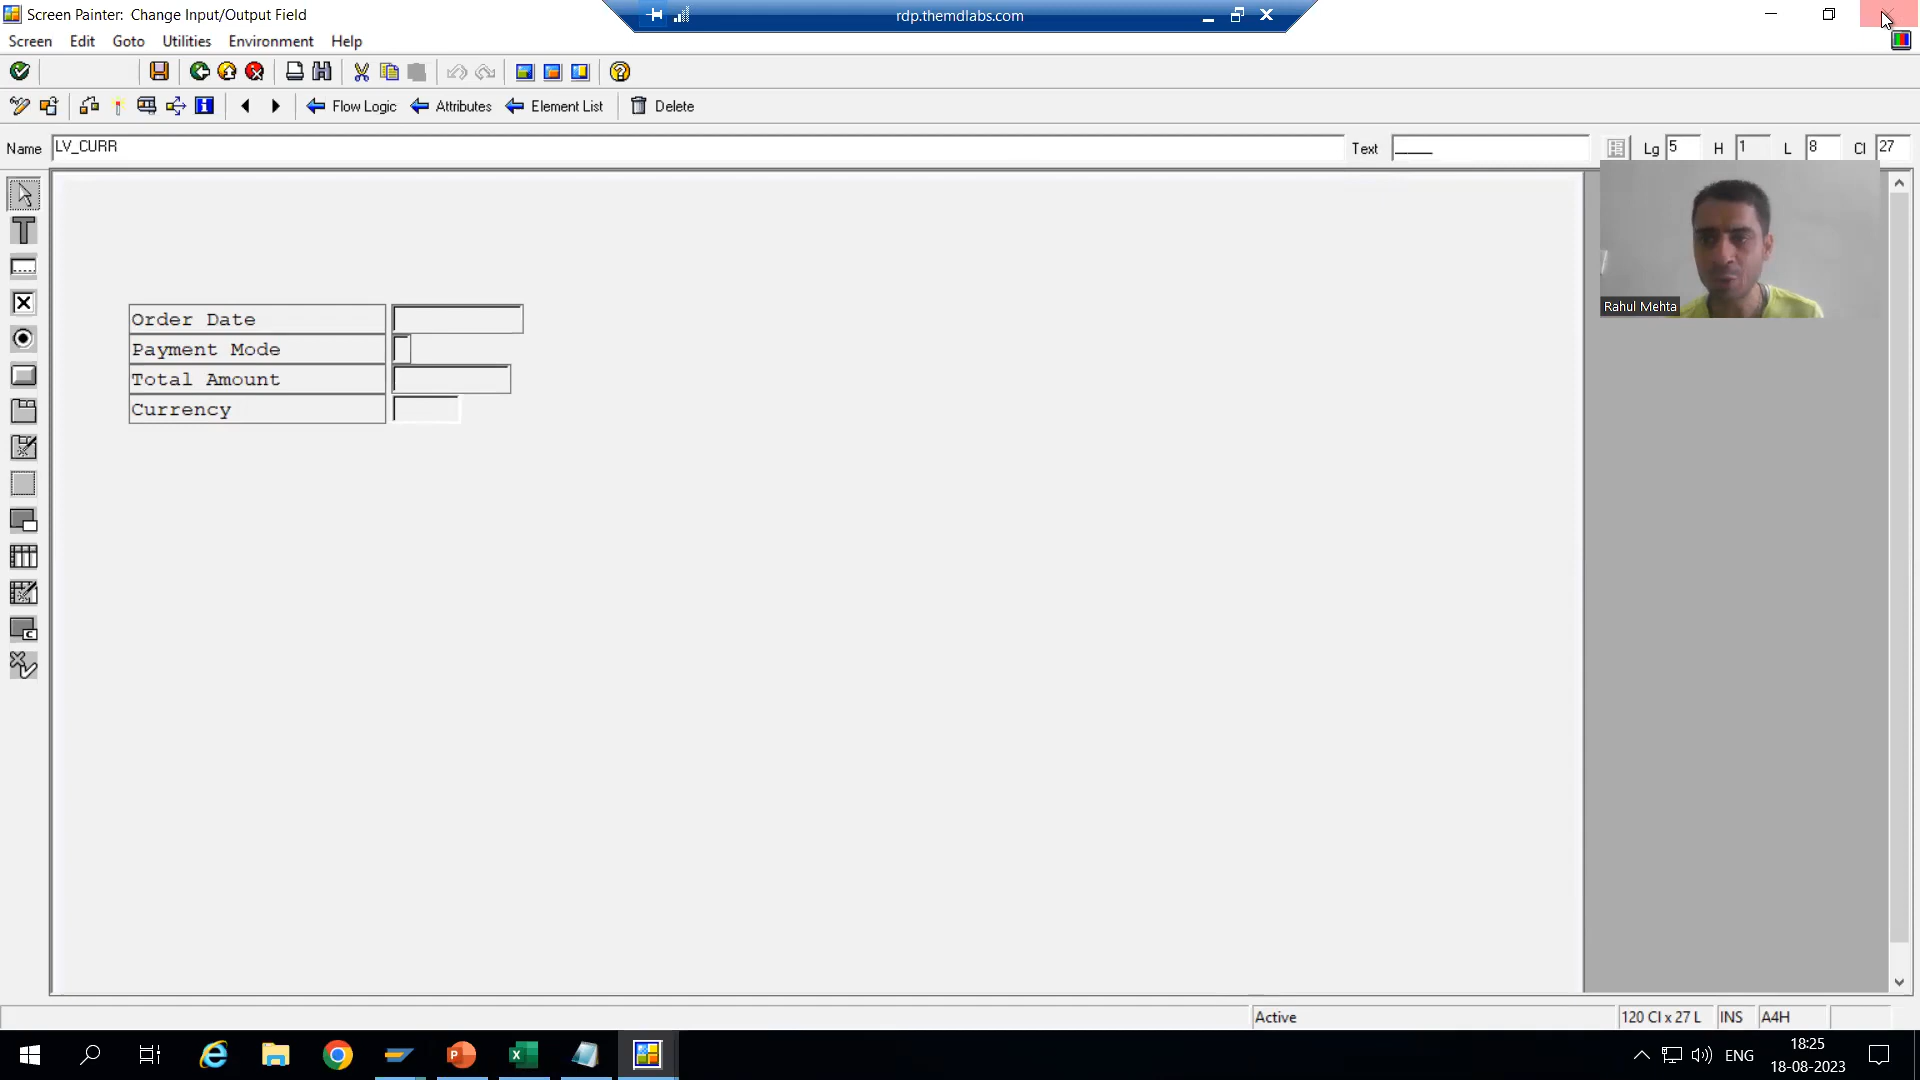 Screen Painter: Change Input/Output Field
rdp.themdlabs.com
Screen Edit Goto Utilities Environment Help
Flow Logic Attributes Element List Delete
Name LV_CURR Text _____ Lg 5 H 1 L 8 Cl 27
Rahul Mehta
Order Date
Payment Mode
Total Amount
Currency
Active 120 Cl x 27 L INS A4H
ENG 18:25
18-08-2023